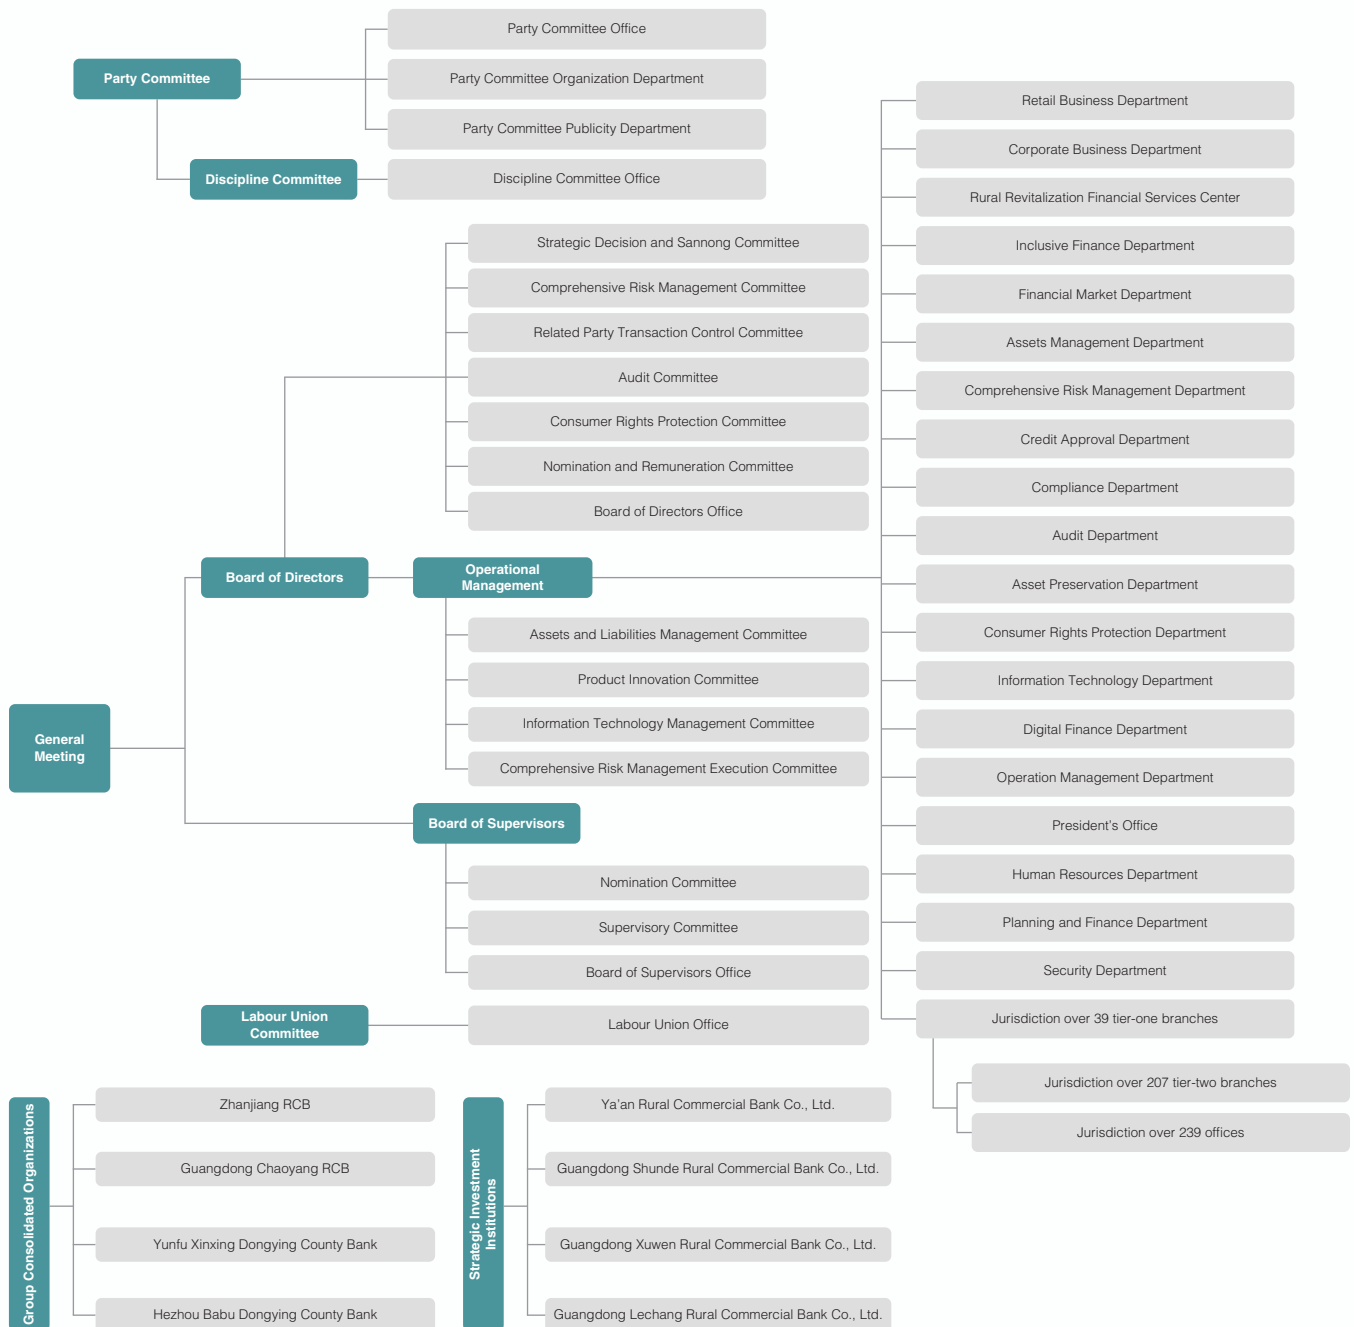 Party Committee
Party Committee Office
Party Committee Organization Department
Party Committee Publicity Department
Discipline Committee
Discipline Committee Office
Strategic Decision and Sannong Committee
Comprehensive Risk Management Committee
Related Party Transaction Control Committee
Audit Committee
Consumer Rights Protection Committee
Nomination and Remuneration Committee
Board of Directors Office
General
Meeting
Board of Directors
Operational
Management
Assets and Liabilities Management Committee
Product Innovation Committee
Information Technology Management Committee
Comprehensive Risk Management Execution Committee
Board of Supervisors
Nomination Committee
Supervisory Committee
Board of Supervisors Office
Labour Union
Committee
Labour Union Office
Retail Business Department
Corporate Business Department
Rural Revitalization Financial Services Center
Inclusive Finance Department
Financial Market Department
Assets Management Department
Comprehensive Risk Management Department
Credit Approval Department
Compliance Department
Audit Department
Asset Preservation Department
Consumer Rights Protection Department
Information Technology Department
Digital Finance Department
Operation Management Department
President's Office
Human Resources Department
Planning and Finance Department
Security Department
Jurisdiction over 39 tier-one branches
Jurisdiction over 207 tier-two branches
Jurisdiction over 239 offices
Group Consolidated Organizations
Zhanjiang RCB
Guangdong Chaoyang RCB
Yunfu Xinxing Dongying County Bank
Hezhou Babu Dongying County Bank
Strategic Investment
Institutions
Ya'an Rural Commercial Bank Co., Ltd.
Guangdong Shunde Rural Commercial Bank Co., Ltd.
Guangdong Xuwen Rural Commercial Bank Co., Ltd.
Guangdong Lechang Rural Commercial Bank Co., Ltd.